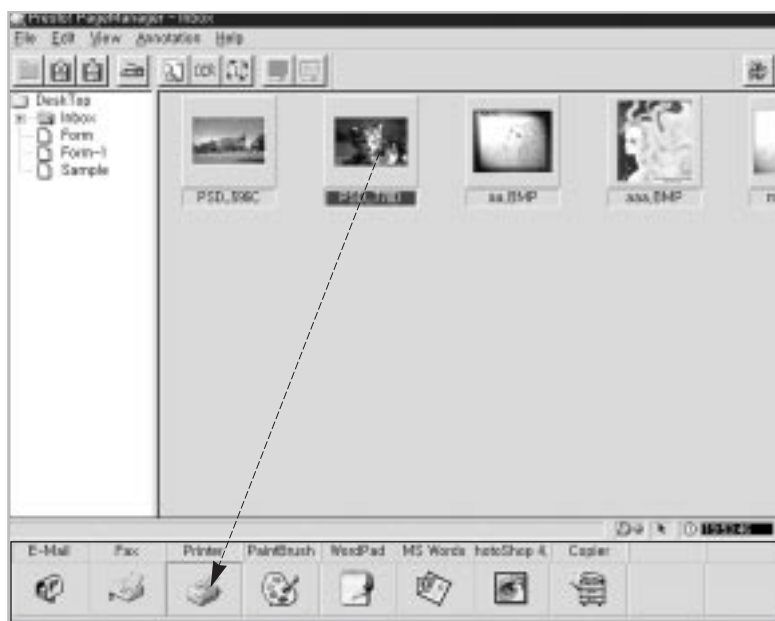 Presto! PageManager - Inbox
File Edit View Annotation Help
OCR
DeskTop
Inbox
Form
Form-1
Sample
aa.BMP
aaa.BMP
E-Mail Fax Printer PaintBrush WordPad MS Words hotoShop 4. Copier